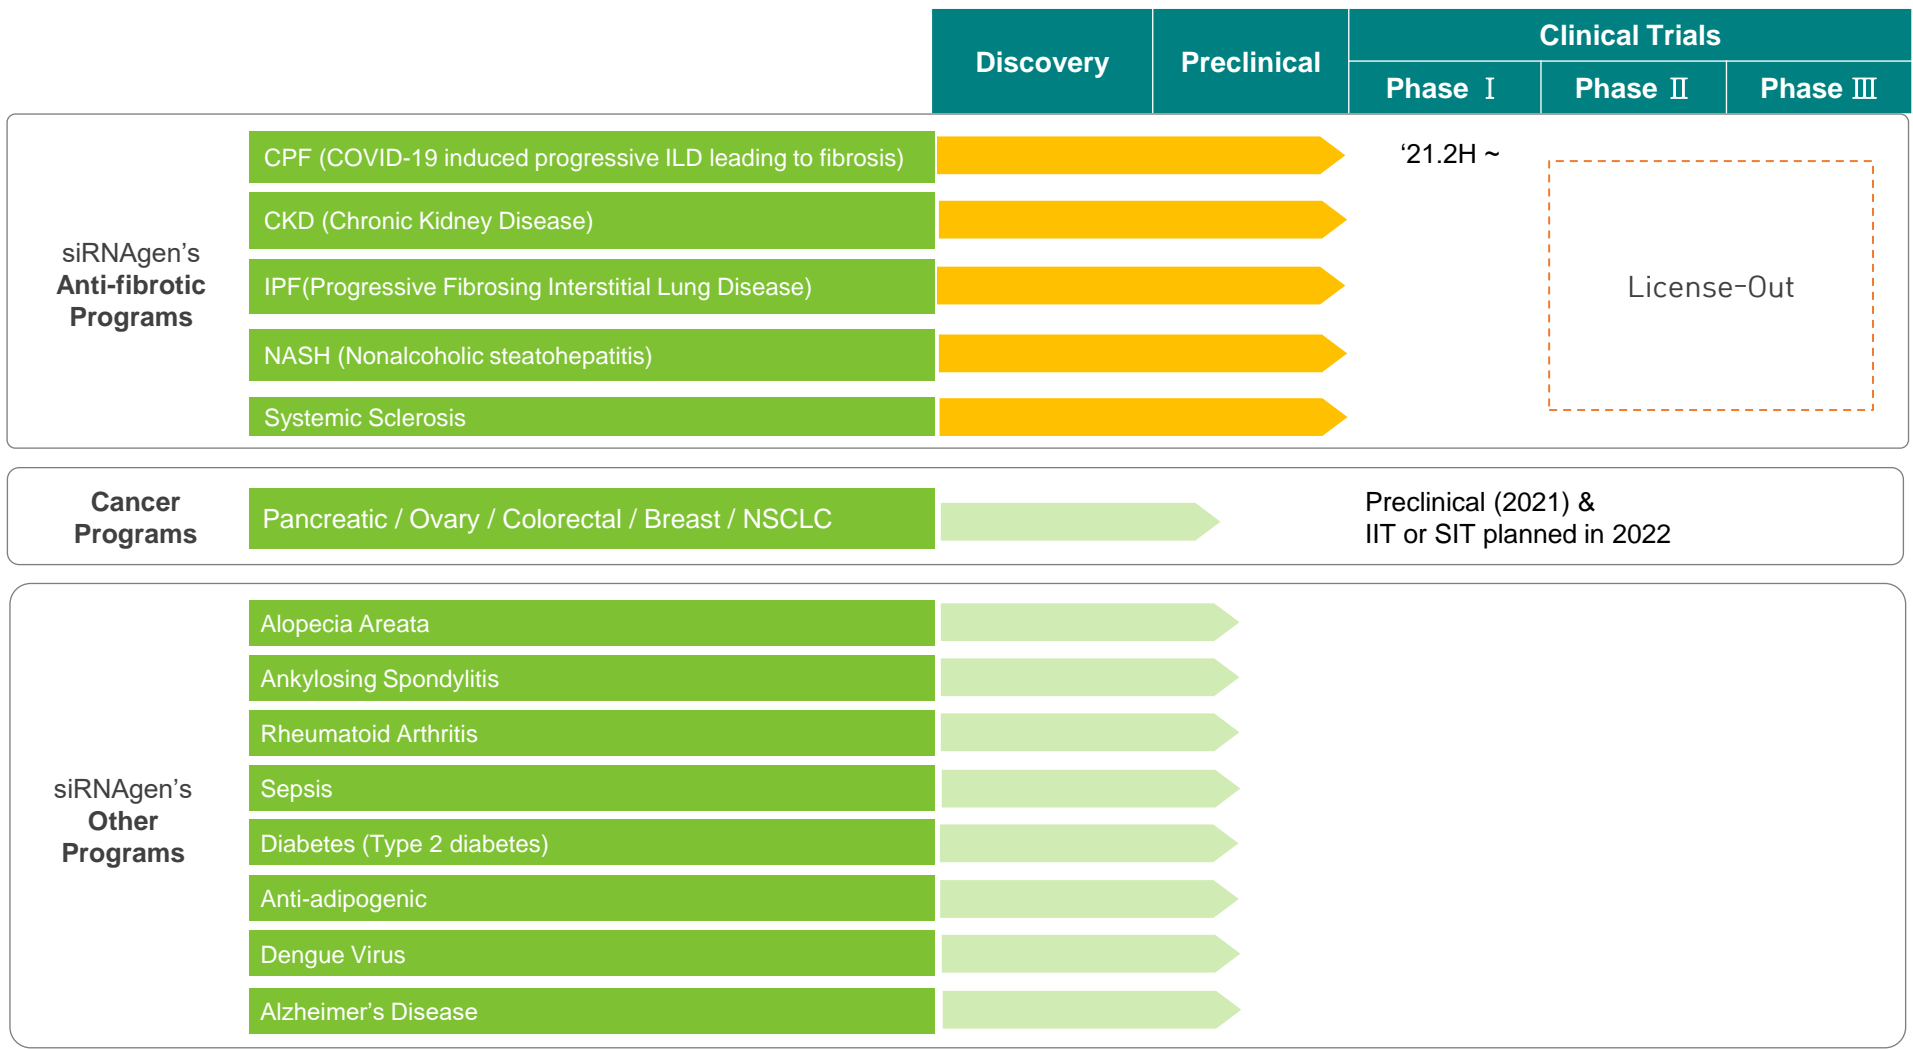 Discovery
Preclinical
Clinical Trials
Phase Ⅰ
Phase Ⅱ
Phase Ⅲ
siRNAgen’s
Anti-fibrotic
Programs
CPF (COVID-19 induced progressive ILD leading to fibrosis)
‘21.2H ~
CKD (Chronic Kidney Disease)
IPF(Progressive Fibrosing Interstitial Lung Disease)
License-Out
NASH (Nonalcoholic steatohepatitis)
Systemic Sclerosis
Cancer
Programs
Pancreatic / Ovary / Colorectal / Breast / NSCLC
Preclinical (2021) &
IIT or SIT planned in 2022
siRNAgen’s
Other
Programs
Alopecia Areata
Ankylosing Spondylitis
Rheumatoid Arthritis
Sepsis
Diabetes (Type 2 diabetes)
Anti-adipogenic
Dengue Virus
Alzheimer’s Disease